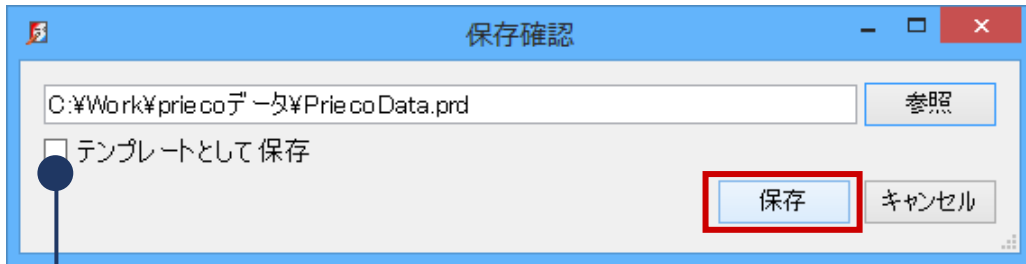 保存確認
C:¥Work¥priecoデータ¥PriecoData.prd
参照
テンプレートとして保存
保存
キャンセル